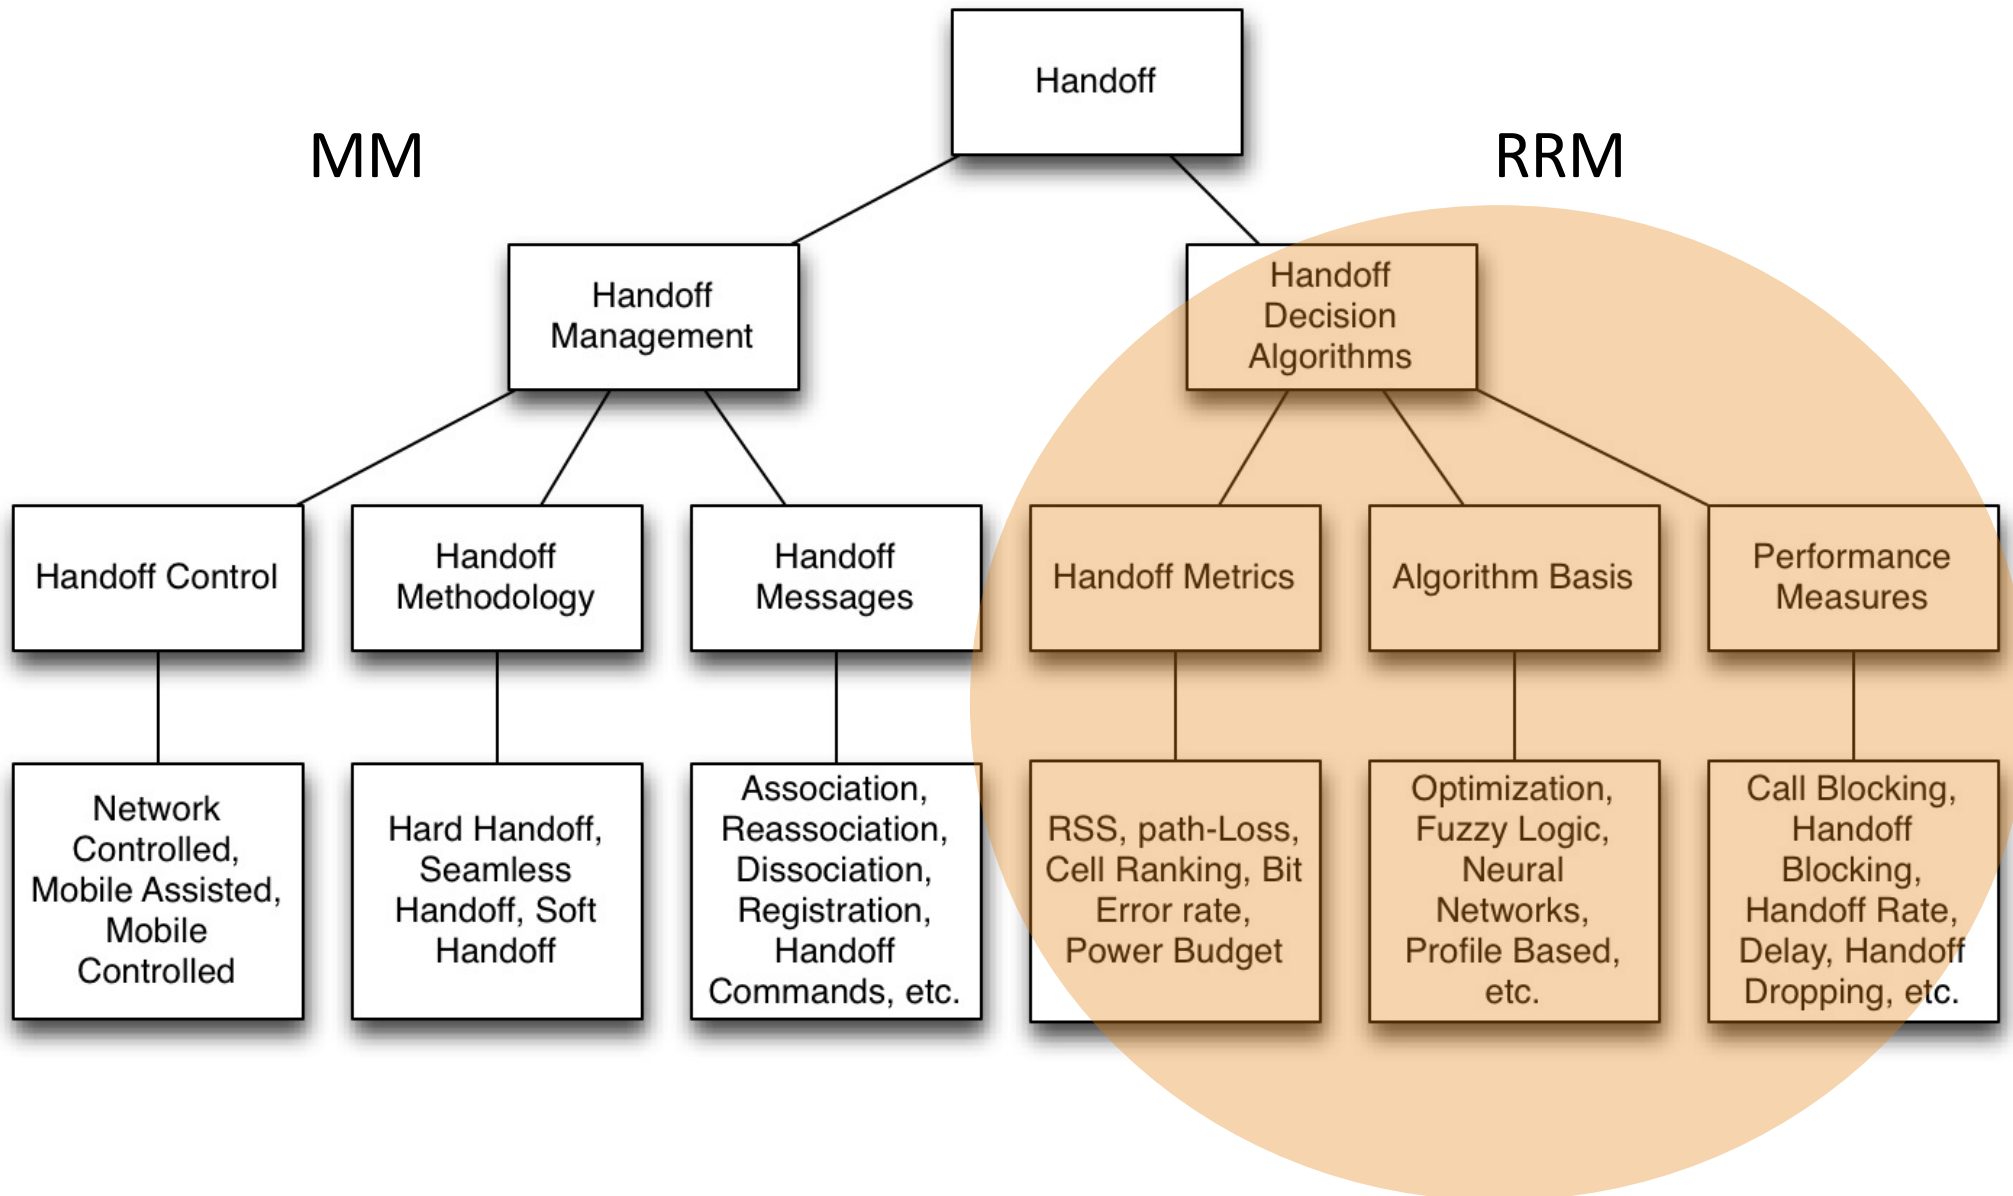 Handoff
MM
RRM
Handoff
Management
Handoff
Decision
Algorithms
Handoff Control
Handoff
Methodology
Handoff
Messages
Handoff Metrics
Algorithm Basis
Performance
Measures
Network
Controlled,
Mobile Assisted,
Mobile
Controlled
Hard Handoff,
Seamless
Handoff, Soft
Handoff
Association,
Reassociation,
Dissociation,
Registration,
Handoff
Commands, etc.
RSS, path-Loss,
Cell Ranking, Bit
Error rate,
Power Budget
Optimization,
Fuzzy Logic,
Neural
Networks,
Profile Based,
etc.
Call Blocking,
Handoff
Blocking,
Handoff Rate,
Delay, Handoff
Dropping, etc.